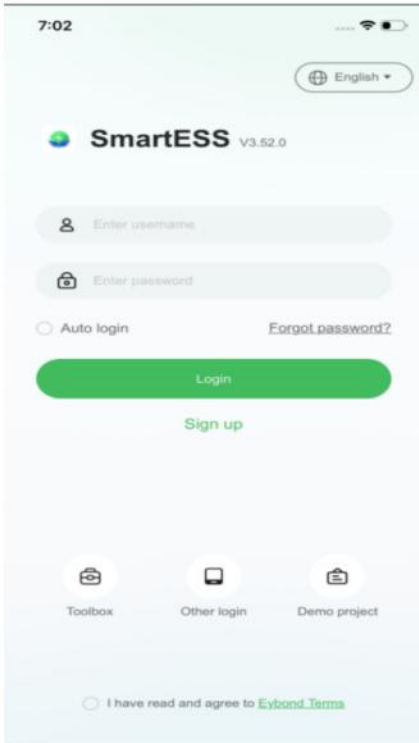 7:02
English
SmartESS V3.52.0
Enter username
Enter password
Auto login Forgot password?
Login
Sign up
Toolbox Other login Demo project
I have read and agree to Eybond Terms